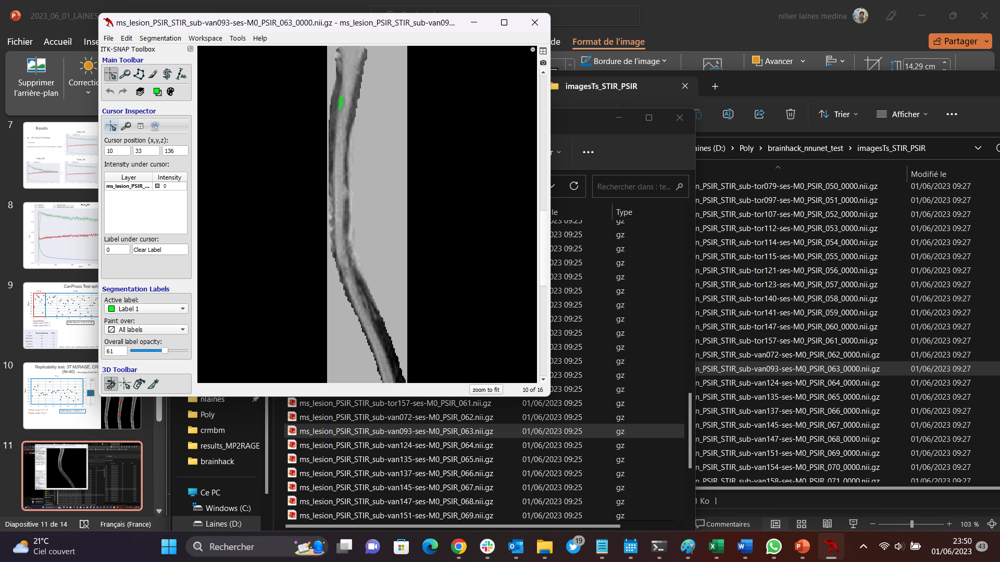 2023_06_01_LAINES
nilser laines medina
Fichier
Accueil
Format de l'image
Partager
Supprimer
l'arrière-plan
Bordure de l'image
Avancer
14,29 cm
ms_lesion_PSIR_STIR_sub-van093-ses-M0_PSIR_063_0000.nii.gz - ms_lesion_PSIR_STIR_sub-van09...
File
Edit
Segmentation
Workspace
Tools
Help
ITK-SNAP Toolbox
Main Toolbar
Cursor Inspector
Cursor position (x,y,z):
10
33
136
Intensity under cursor:
Layer
Intensity
ms_lesion_PSIR_...
0
Label under cursor:
0
Clear Label
Segmentation Labels
Active label:
Label 1
Paint over:
All labels
Overall label opacity:
61
3D Toolbar
zoom to fit
10 of 16
7
Results
8
9
CanProco Test spli
10
Replicability test: 3T M2RAGE, CR
(N=40)
11
imagesTs_STIR_PSIR
Trier
Afficher
aines (D:)
Poly
brainhack_nnunet_test
imagesTs_STIR_PSIR
Modifié le
n_PSIR_STIR_sub-tor079-ses-M0_PSIR_050_0000.nii.gz 01/06/2023 09:27
n_PSIR_STIR_sub-tor097-ses-M0_PSIR_051_0000.nii.gz 01/06/2023 09:27
n_PSIR_STIR_sub-tor107-ses-M0_PSIR_052_0000.nii.gz 01/06/2023 09:27
n_PSIR_STIR_sub-tor112-ses-M0_PSIR_053_0000.nii.gz 01/06/2023 09:27
n_PSIR_STIR_sub-tor114-ses-M0_PSIR_054_0000.nii.gz 01/06/2023 09:27
n_PSIR_STIR_sub-tor115-ses-M0_PSIR_055_0000.nii.gz 01/06/2023 09:27
n_PSIR_STIR_sub-tor121-ses-M0_PSIR_056_0000.nii.gz 01/06/2023 09:27
n_PSIR_STIR_sub-tor123-ses-M0_PSIR_057_0000.nii.gz 01/06/2023 09:27
n_PSIR_STIR_sub-tor140-ses-M0_PSIR_058_0000.nii.gz 01/06/2023 09:27
n_PSIR_STIR_sub-tor141-ses-M0_PSIR_059_0000.nii.gz 01/06/2023 09:27
n_PSIR_STIR_sub-tor147-ses-M0_PSIR_060_0000.nii.gz 01/06/2023 09:27
n_PSIR_STIR_sub-tor157-ses-M0_PSIR_061_0000.nii.gz 01/06/2023 09:27
n_PSIR_STIR_sub-van072-ses-M0_PSIR_062_0000.nii.gz 01/06/2023 09:27
n_PSIR_STIR_sub-van093-ses-M0_PSIR_063_0000.nii.gz 01/06/2023 09:27
n_PSIR_STIR_sub-van124-ses-M0_PSIR_064_0000.nii.gz 01/06/2023 09:27
n_PSIR_STIR_sub-van135-ses-M0_PSIR_065_0000.nii.gz 01/06/2023 09:27
n_PSIR_STIR_sub-van137-ses-M0_PSIR_066_0000.nii.gz 01/06/2023 09:27
n_PSIR_STIR_sub-van145-ses-M0_PSIR_067_0000.nii.gz 01/06/2023 09:27
n_PSIR_STIR_sub-van147-ses-M0_PSIR_068_0000.nii.gz 01/06/2023 09:27
n_PSIR_STIR_sub-van151-ses-M0_PSIR_069_0000.nii.gz 01/06/2023 09:27
n_PSIR_STIR_sub-van154-ses-M0_PSIR_070_0000.nii.gz 01/06/2023 09:27
n_PSIR_STIR_sub-van158-ses-M0_PSIR_071_0000.nii.gz 01/06/2023 09:27
Ko
Rechercher dans : te...
le
Type
023 09:25 gz
023 09:25 gz
023 09:25 gz
023 09:25 gz
023 09:25 gz
023 09:25 gz
023 09:25 gz
023 09:25 gz
023 09:25 gz
023 09:25 gz
023 09:25 gz
023 09:25 gz
023 09:25 gz
ms_lesion_PSIR_STIR_sub-tor157-ses-M0_PSIR_061.nii.gz 01/06/2023 09:25 gz
ms_lesion_PSIR_STIR_sub-van072-ses-M0_PSIR_062.nii.gz 01/06/2023 09:25 gz
ms_lesion_PSIR_STIR_sub-van093-ses-M0_PSIR_063.nii.gz 01/06/2023 09:25 gz
ms_lesion_PSIR_STIR_sub-van124-ses-M0_PSIR_064.nii.gz 01/06/2023 09:25 gz
ms_lesion_PSIR_STIR_sub-van135-ses-M0_PSIR_065.nii.gz 01/06/2023 09:25 gz
ms_lesion_PSIR_STIR_sub-van137-ses-M0_PSIR_066.nii.gz 01/06/2023 09:25 gz
ms_lesion_PSIR_STIR_sub-van145-ses-M0_PSIR_067.nii.gz 01/06/2023 09:25 gz
ms_lesion_PSIR_STIR_sub-van147-ses-M0_PSIR_068.nii.gz 01/06/2023 09:25 gz
ms_lesion_PSIR_STIR_sub-van151-ses-M0_PSIR_069.nii.gz 01/06/2023 09:25 gz
nlaines
Poly
crmbm
results_MP2RAGE
brainhack
Ce PC
Windows (C:)
Laines (D:)
Diapositive 11 de 14
Français (France)
Commentaires
103 %
21°C
Ciel couvert
Rechercher
19
23:50
01/06/2023
43